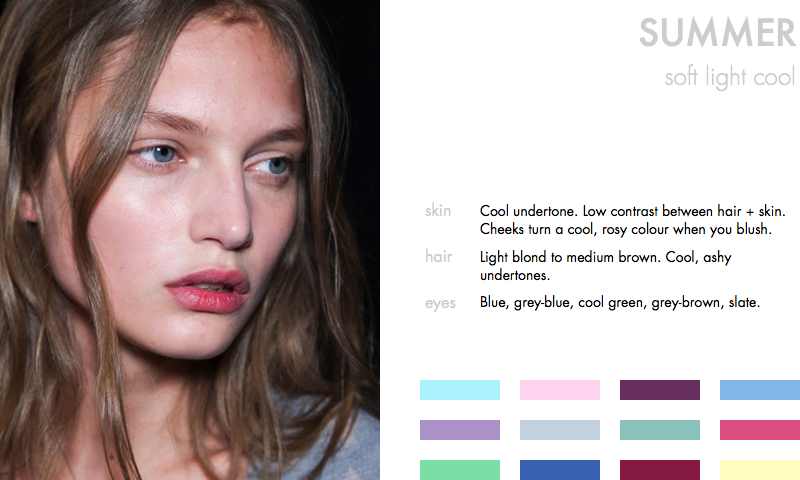 SUMMER
soft light cool
skin Cool undertone. Low contrast between hair + skin.
Cheeks turn a cool, rosy colour when you blush.
hair Light blond to medium brown. Cool, ashy
undertones.
eyes Blue, grey-blue, cool green, grey-brown, slate.